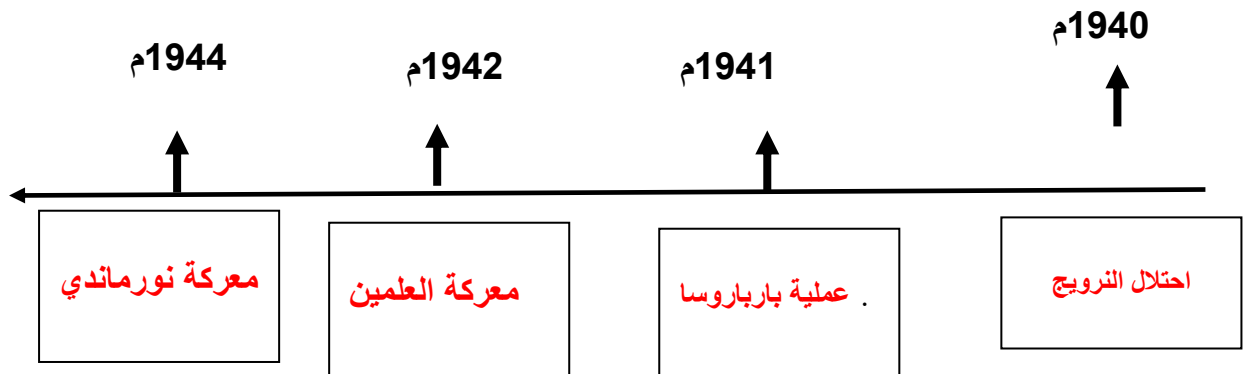 1940م
1941م
1942م
1944م
احتلال النرويج
. عملية بارباروسا
معركة العلمين
معركة نورماندي